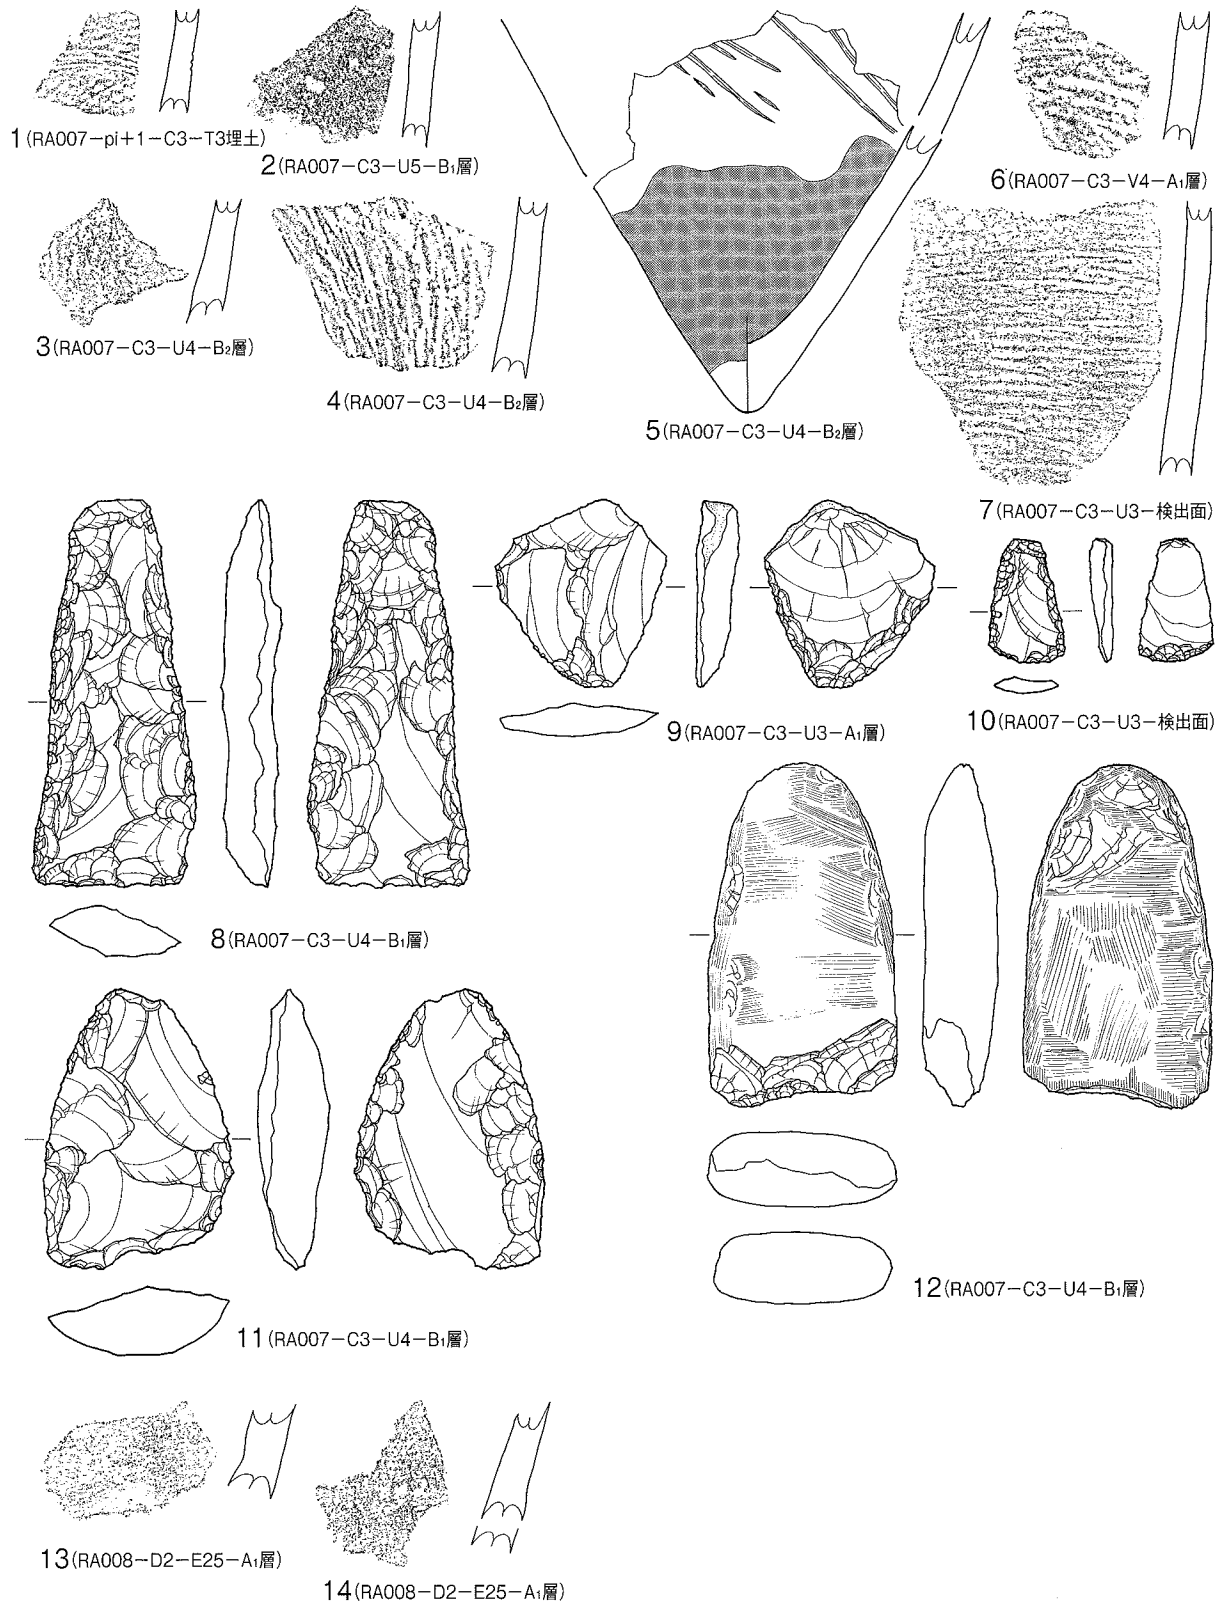 1(RA007-pi+1-C3-T3埋土)
2(RA007-C3-U5-B₁層)
3(RA007-C3-U4-B₂層)
4(RA007-C3-U4-B₂層)
5(RA007-C3-U4-B₂層)
6(RA007-C3-V4-A₁層)
7(RA007-C3-U3-検出面)
8(RA007-C3-U4-B₁層)
9(RA007-C3-U3-A₁層)
10(RA007-C3-U3-検出面)
11(RA007-C3-U4-B₁層)
12(RA007-C3-U4-B₁層)
13(RA008-D2-E25-A₁層)
14(RA008-D2-E25-A₁層)